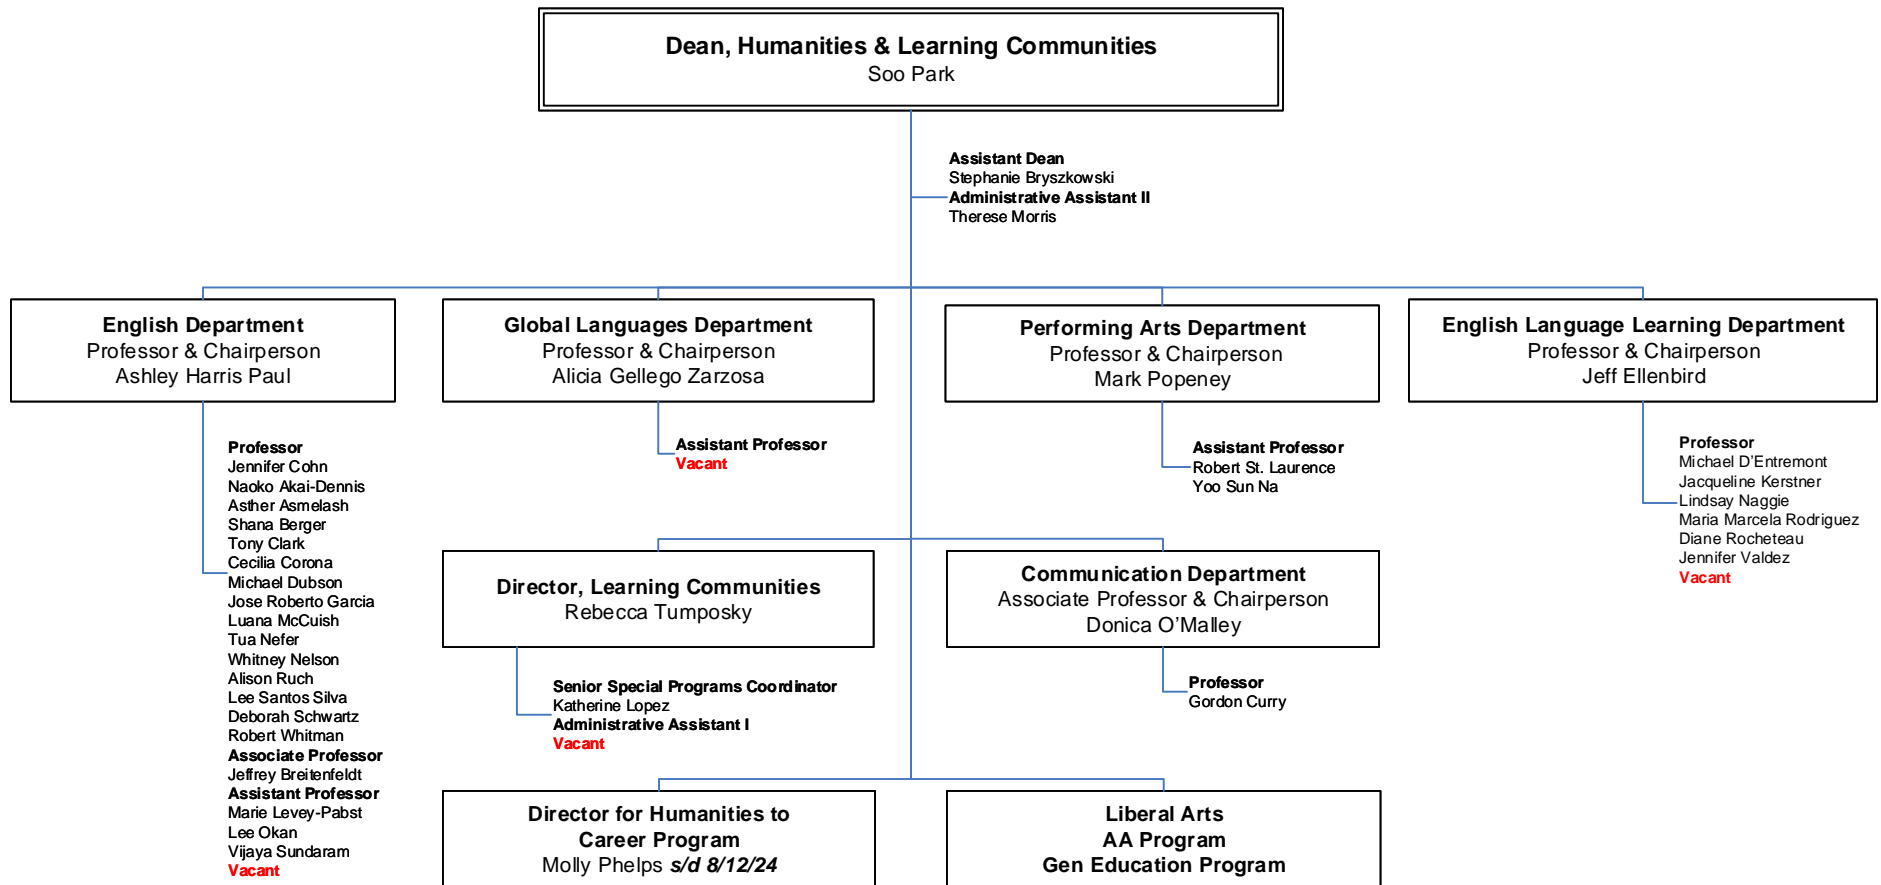 Dean, Humanities & Learning Communities
Soo Park
Assistant Dean
Stephanie Bryszkowski
Administrative Assistant II
Therese Morris
English Department
Professor & Chairperson
Ashley Harris Paul
Professor
Jennifer Cohn
Naoko Akai-Dennis
Asther Asmelash
Shana Berger
Tony Clark
Cecilia Corona
Michael Dubson
Jose Roberto Garcia
Luana McCuish
Tua Nefer
Whitney Nelson
Alison Ruch
Lee Santos Silva
Deborah Schwartz
Robert Whitman
Associate Professor
Jeffrey Breitenfeldt
Assistant Professor
Marie Levey-Pabst
Lee Okan
Vijaya Sundaram
Vacant
Global Languages Department
Professor & Chairperson
Alicia Gellego Zarzosa
Assistant Professor
Vacant
Performing Arts Department
Professor & Chairperson
Mark Popeney
Assistant Professor
Robert St. Laurence
Yoo Sun Na
English Language Learning Department
Professor & Chairperson
Jeff Ellenbird
Professor
Michael D’Entremont
Jacqueline Kerstner
Lindsay Naggie
Maria Marcela Rodriguez
Diane Rocheteau
Jennifer Valdez
Vacant
Director, Learning Communities
Rebecca Tumposky
Senior Special Programs Coordinator
Katherine Lopez
Administrative Assistant I
Vacant
Communication Department
Associate Professor & Chairperson
Donica O’Malley
Professor
Gordon Curry
Director for Humanities to
Career Program
Molly Phelps s/d 8/12/24
Liberal Arts
AA Program
Gen Education Program